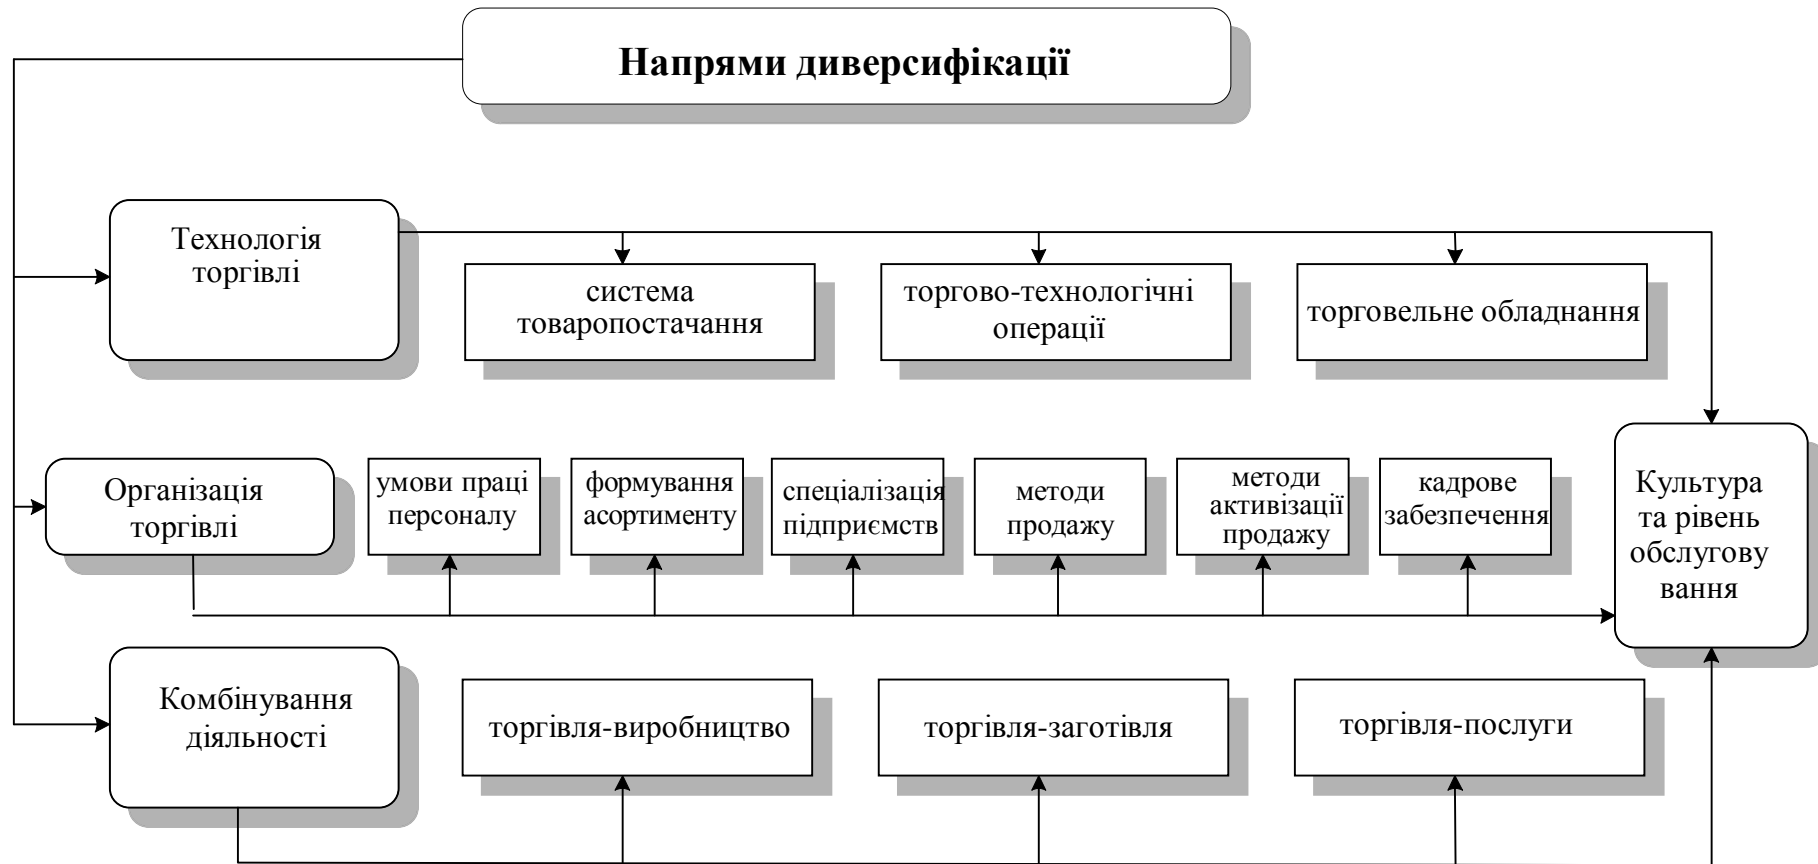 Напрями диверсифікації
Технологія
торгівлі
система
товаропостачання
торгово-технологічні
операції
торговельне обладнання
Організація
торгівлі
умови праці
персоналу
формування
асортименту
спеціалізація
підприємств
методи
продажу
методи
активізації
продажу
кадрове
забезпечення
Культура
та рівень
обслугову
вання
Комбінування
діяльності
торгівля-виробництво
торгівля-заготівля
торгівля-послуги